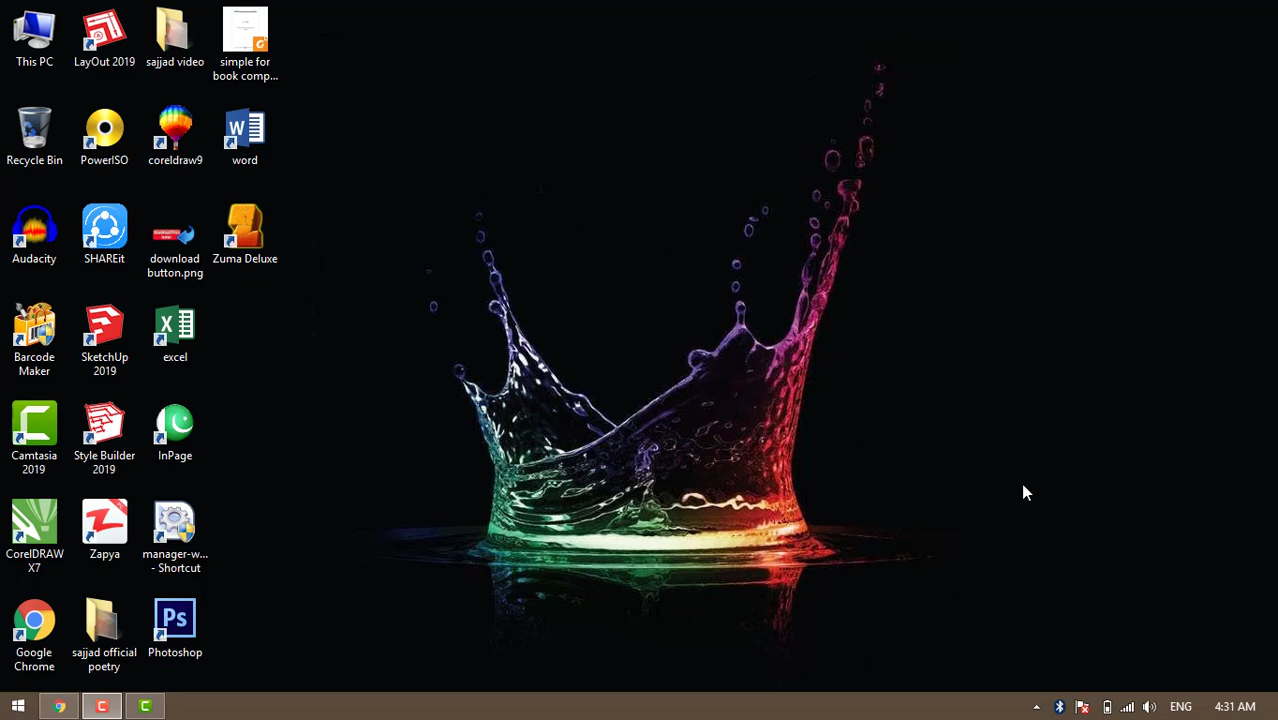 This PC
LayOut 2019
sajjad video
simple for
book comp...
Recycle Bin
PowerISO
coreldraw9
word
Audacity
SHAREit
download
button.png
Zuma Deluxe
Barcode
Maker
SketchUp
2019
excel
Camtasia
2019
Style Builder
2019
InPage
CorelDRAW
X7
Zapya
manager-w...
- Shortcut
Google
Chrome
sajjad official
poetry
Photoshop
ENG
4:31 AM